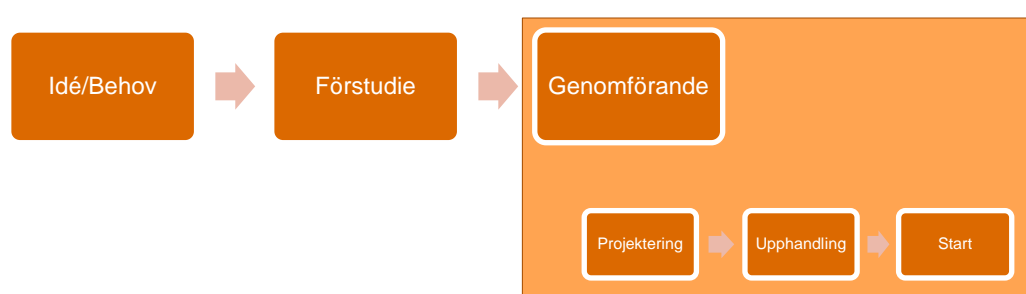 Idé/Behov
Förstudie
Genomförande
Projektering
Upphandling
Start